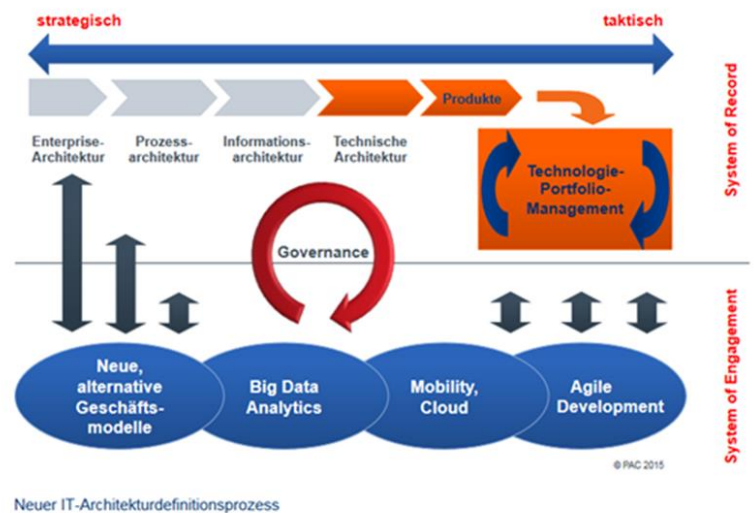 strategisch
taktisch
Produkte
Enterprise-
Architektur
Prozess-
architektur
Informations-
architektur
Technische
Architektur
Technologie-
Portfolio-
Management
System of Record
Governance
Neue,
alternative
Geschäfts-
modelle
Big Data
Analytics
Mobility,
Cloud
Agile
Development
System of Engagement
© PAC 2015
Neuer IT-Architekturdefinitionsprozess